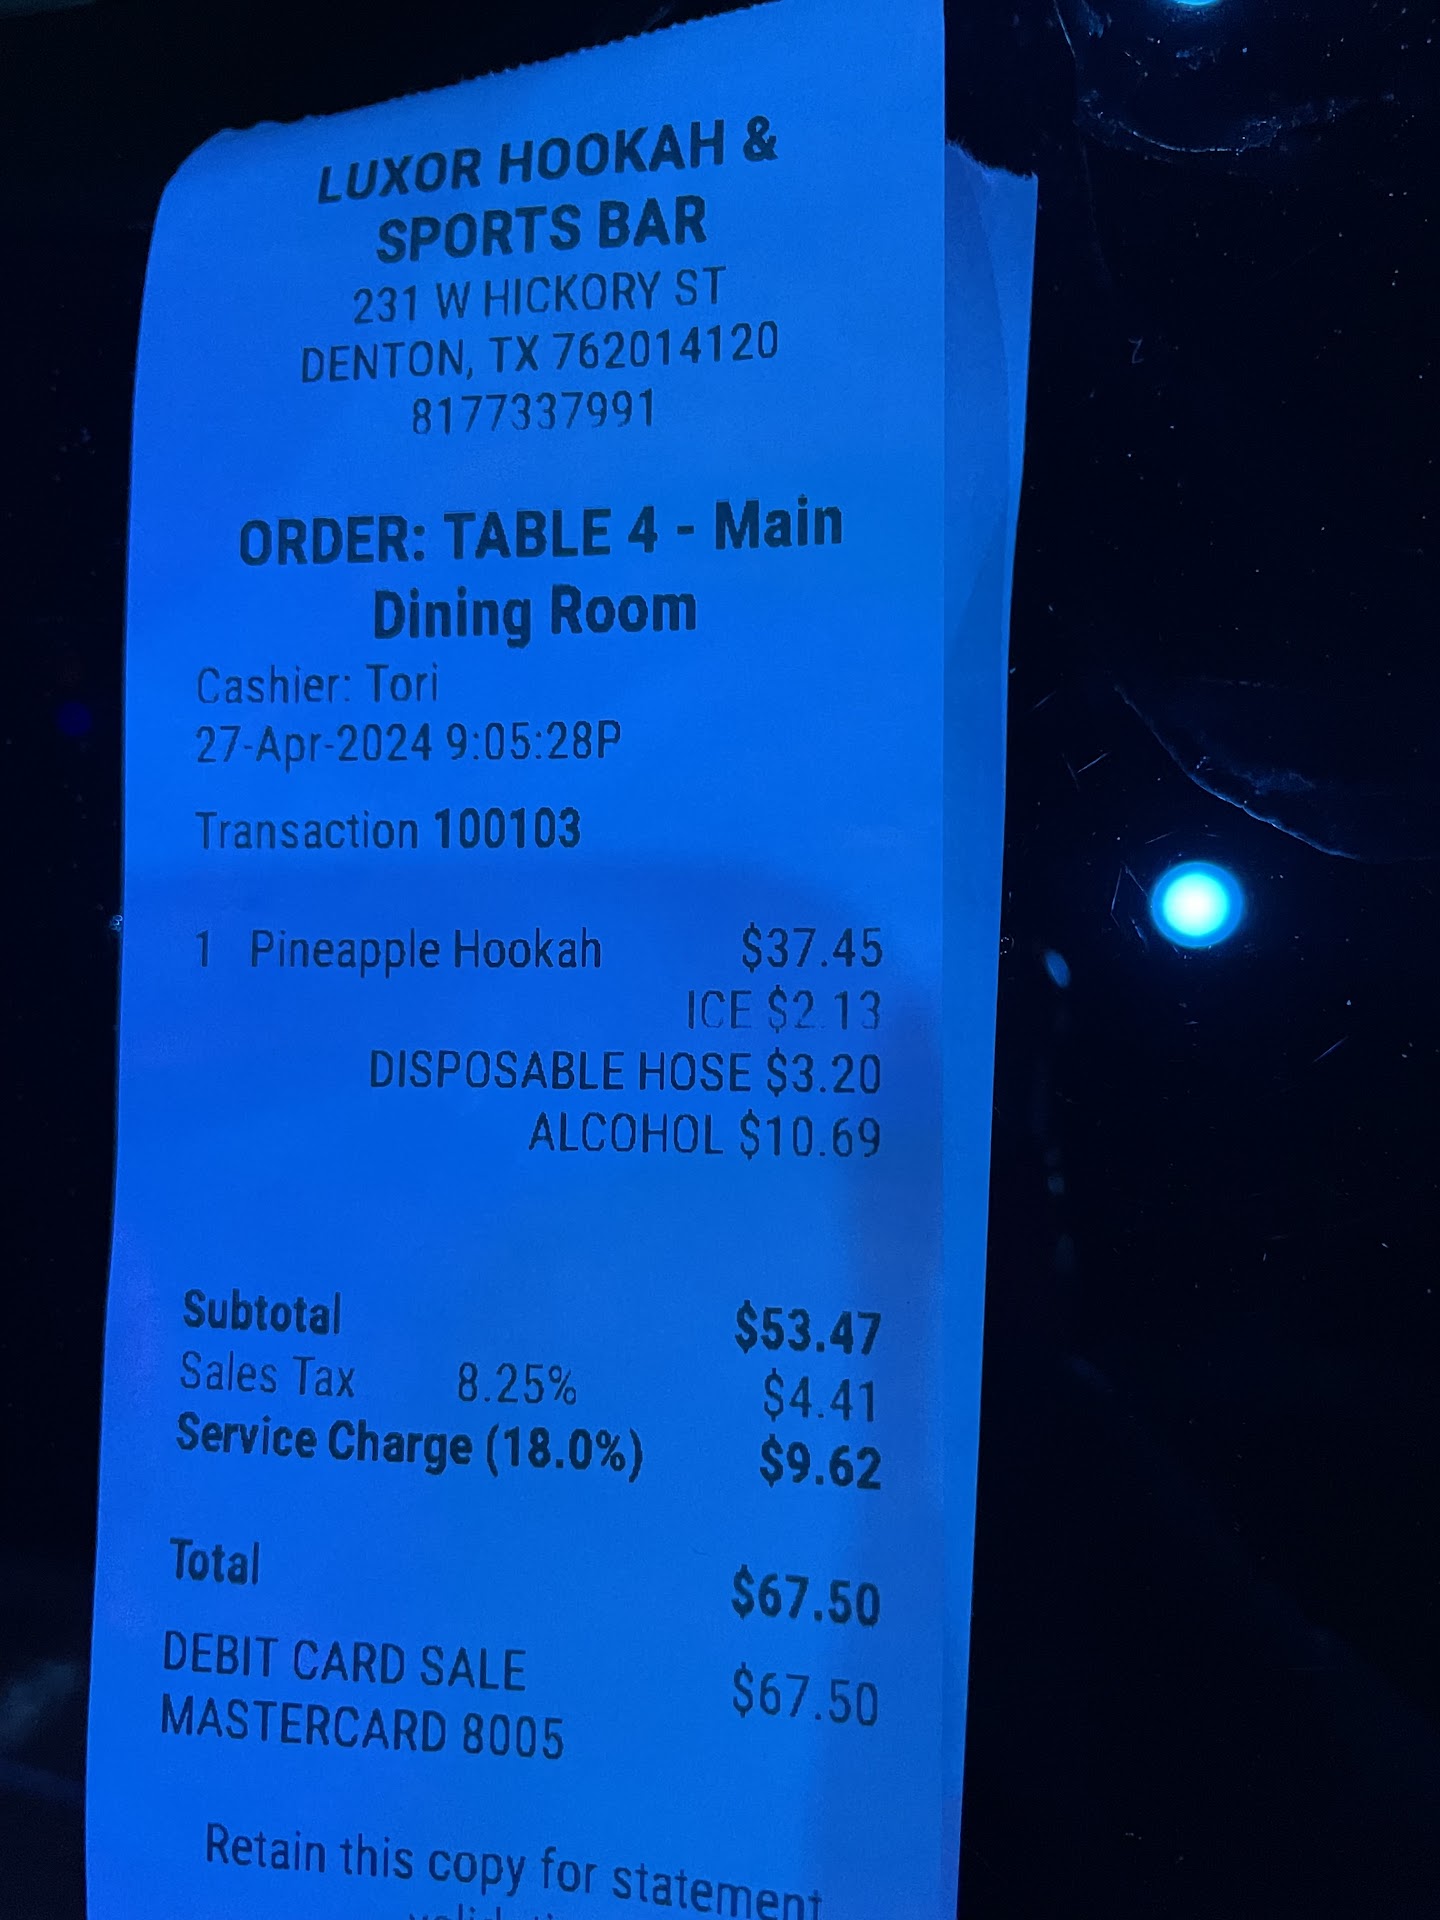 LUXOR HOOKAH &
SPORTS BAR
231 W HICKORY ST
DENTON, TX 762014120
8177337991
ORDER: TABLE 4 - Main
Dining Room
Cashier: Tori
27-Apr-2024 9:05:28P
Transaction 100103
1 Pineapple Hookah $37.45
ICE $2.13
DISPOSABLE HOSE $3.20
ALCOHOL $10.69
Subtotal $53.47
Sales Tax 8.25% $4.41
Service Charge (18.0%) $9.62
Total $67.50
DEBIT CARD SALE $67.50
MASTERCARD 8005
Retain this copy for statement